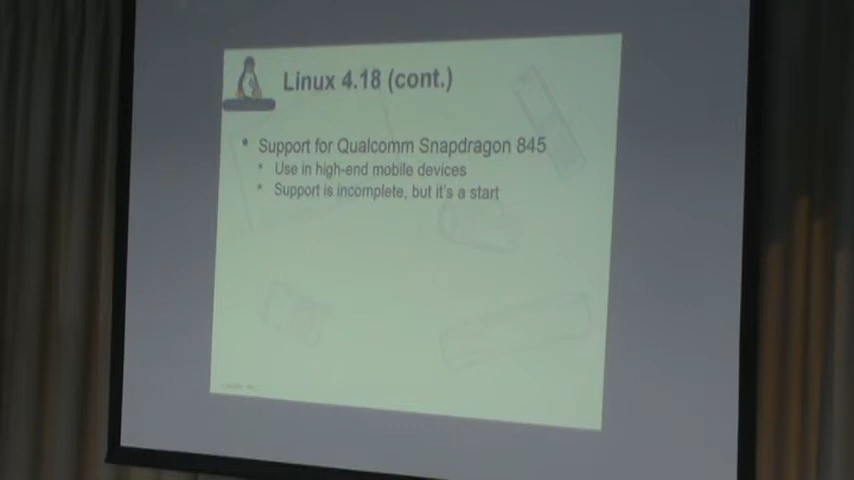 Linux 4.18 (cont.)
• Support for Qualcomm Snapdragon 845
• Use in high-end mobile devices
• Support is incomplete, but it's a start